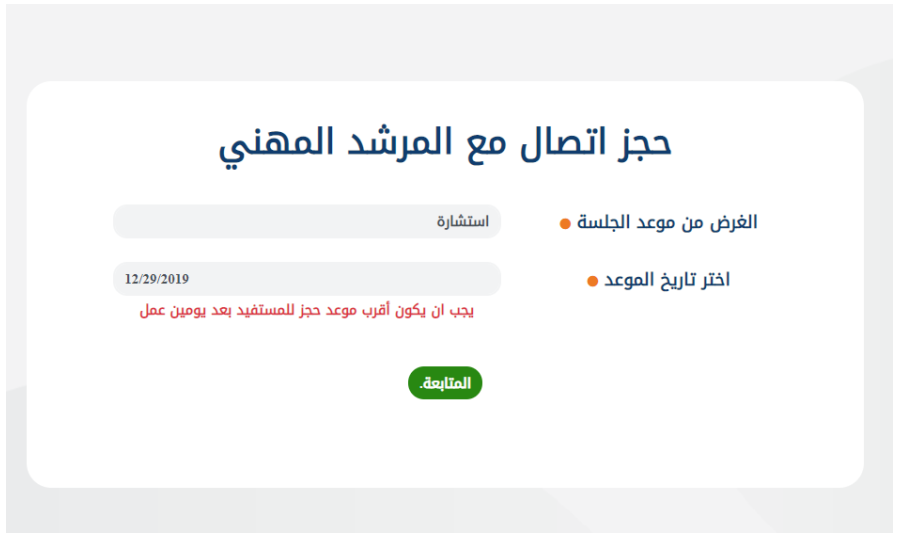 حجز اتصال مع المرشد المهني
الغرض من موعد الجلسة
استشارة
اختر تاريخ الموعد
12/29/2019
يجب ان يكون أقرب موعد حجز للمستفيد بعد يومين عمل
المتابعة.